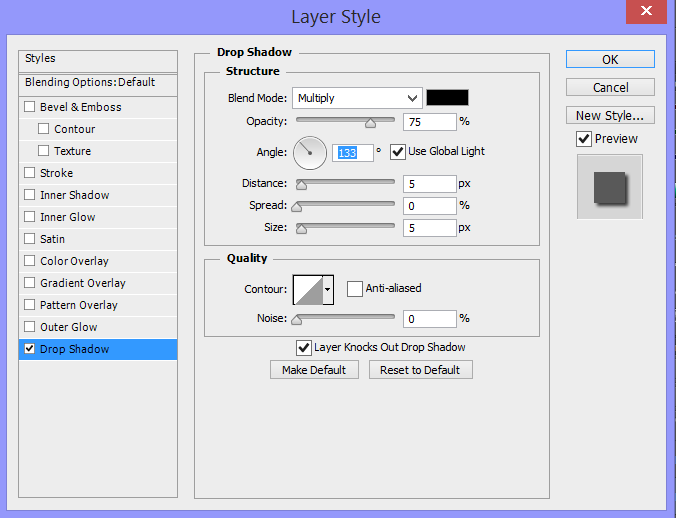 Layer Style
Styles
Blending Options:Default
Bevel & Emboss
Contour
Texture
Stroke
Inner Shadow
Inner Glow
Satin
Color Overlay
Gradient Overlay
Pattern Overlay
Outer Glow
Drop Shadow
Drop Shadow
Structure
Blend Mode: Multiply
Opacity: 75 %
Angle: 133 ° Use Global Light
Distance: 5 px
Spread: 0 %
Size: 5 px
Quality
Contour: Anti-aliased
Noise: 0 %
Layer Knocks Out Drop Shadow
Make Default Reset to Default
OK
Cancel
New Style...
Preview